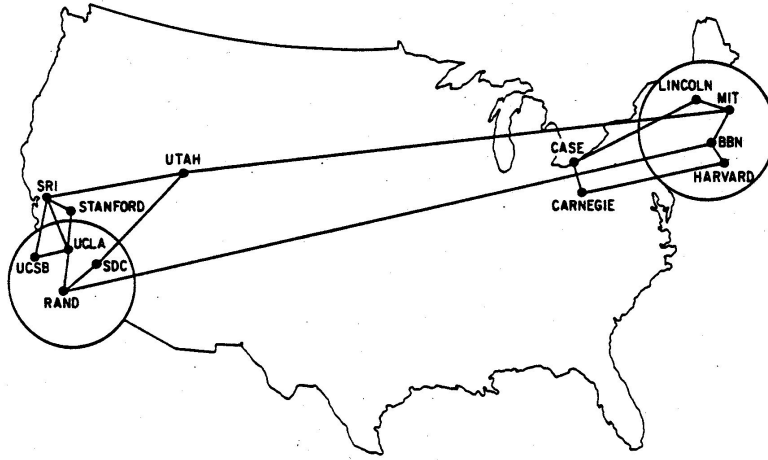 LINCOLN
MIT
BBN
CASE
HARVARD
CARNEGIE
UTAH
SRI
STANFORD
UCLA
UCSB
SDC
RAND